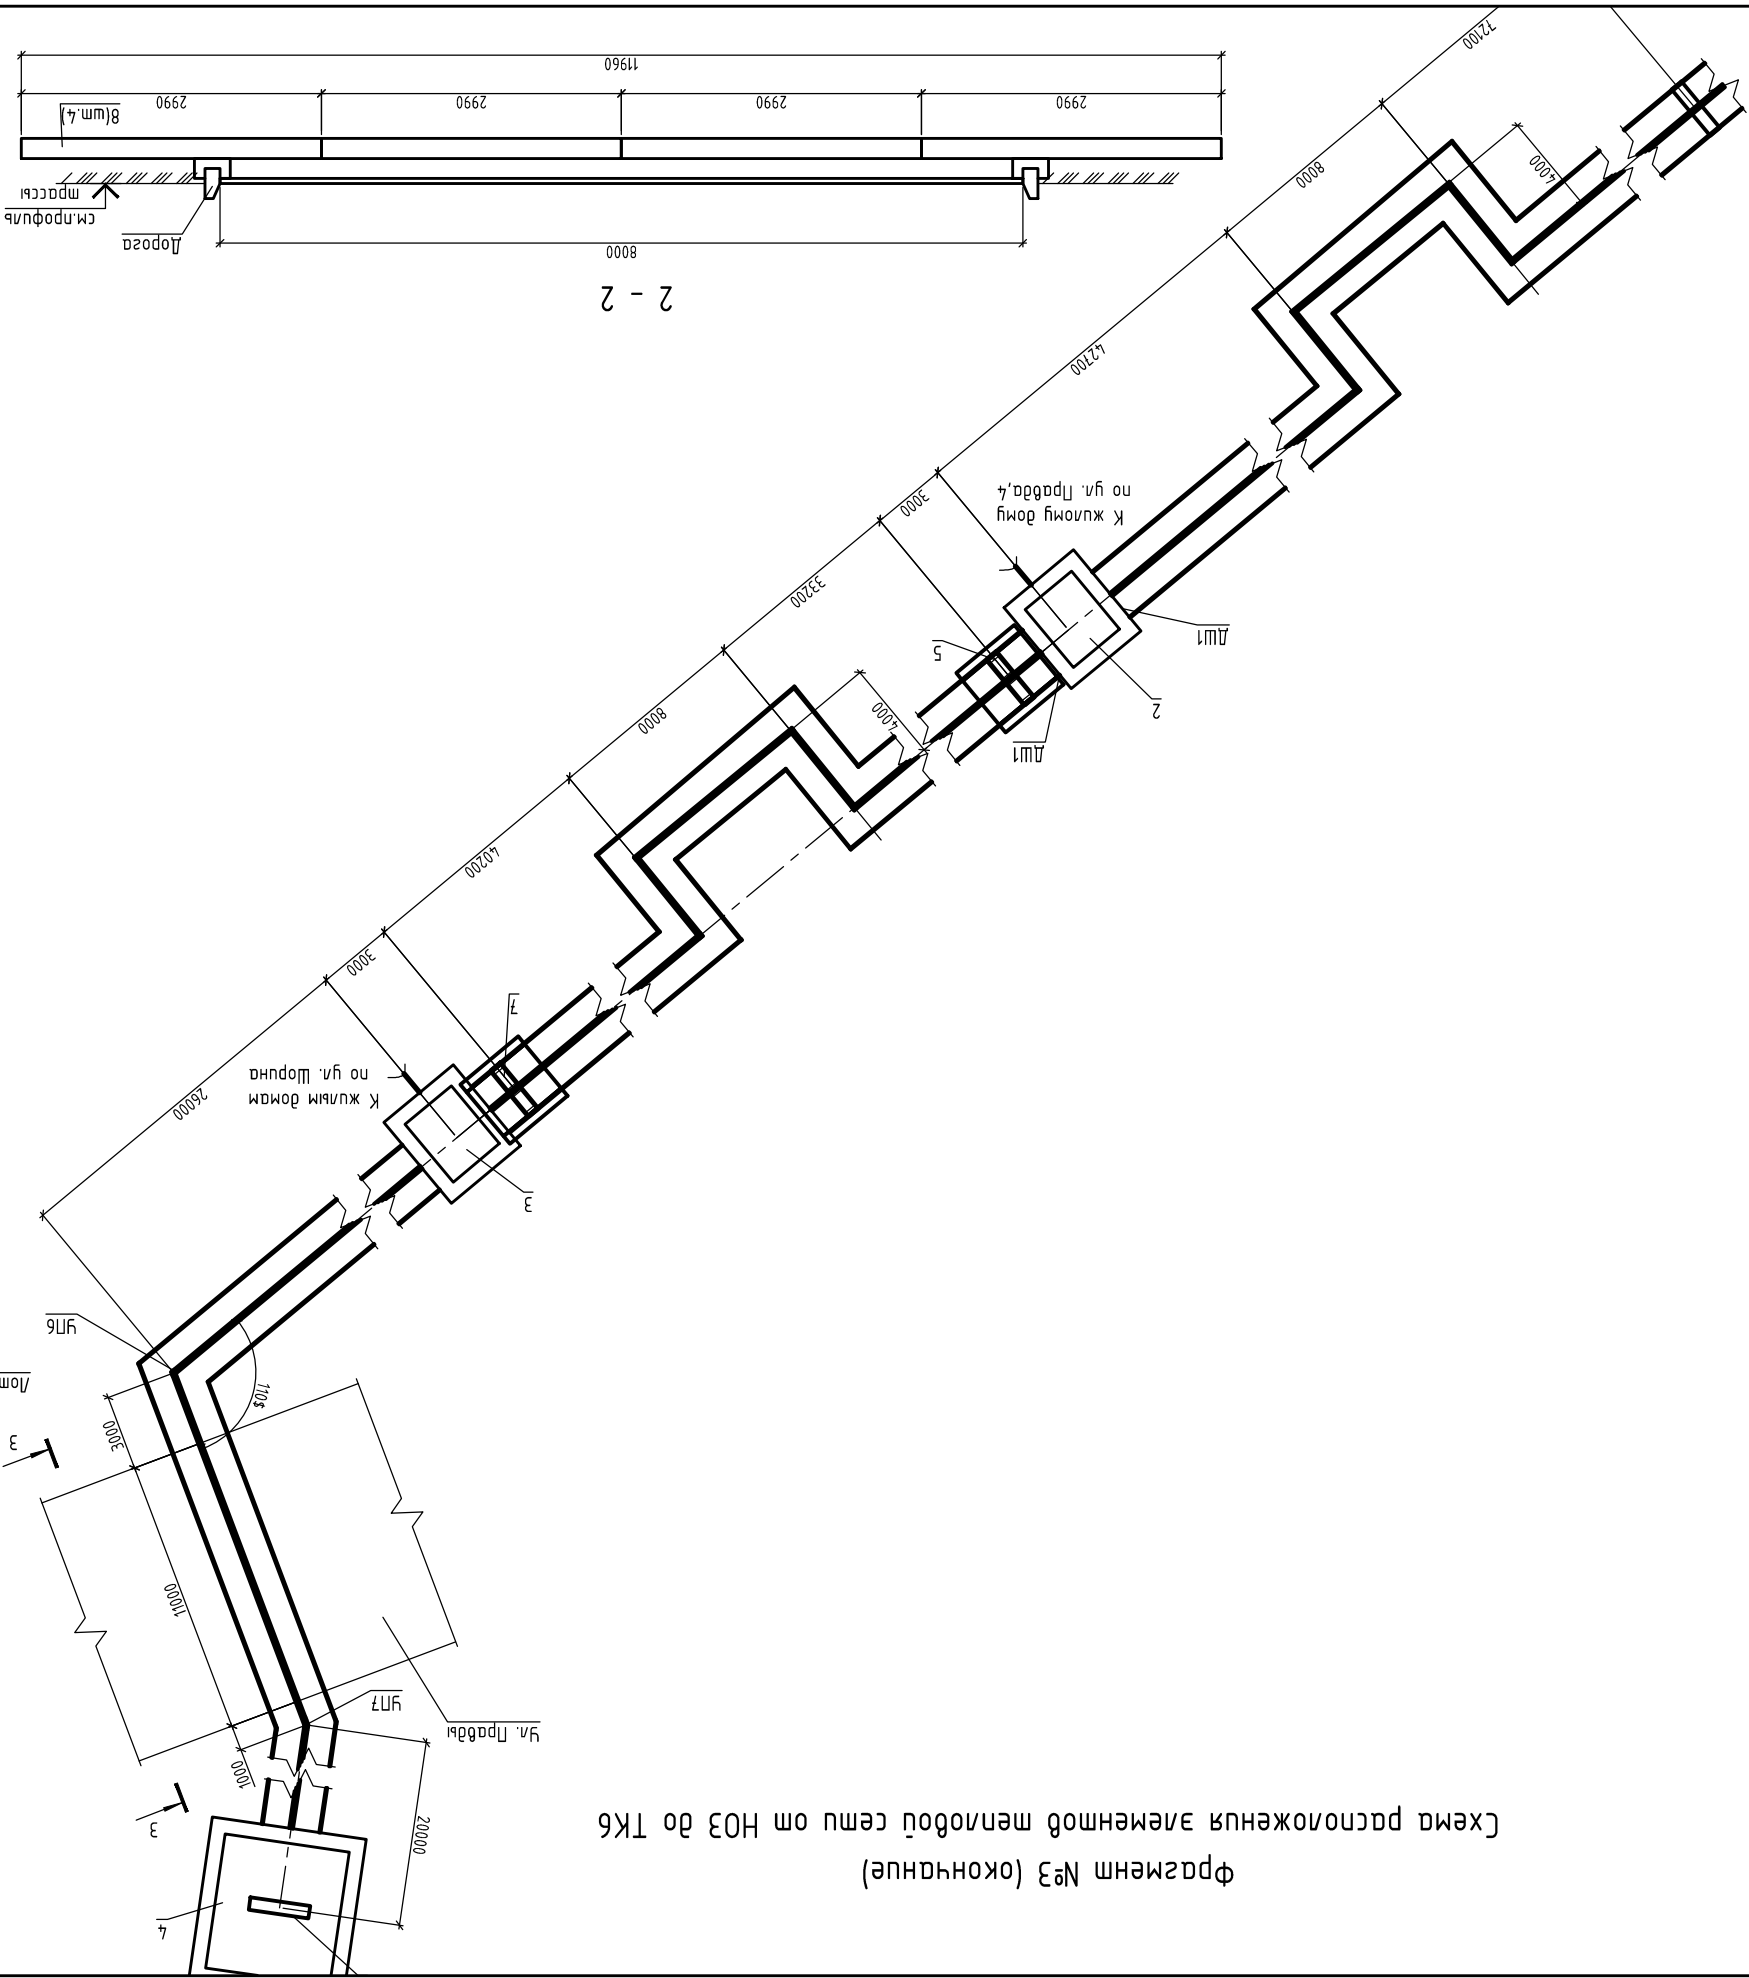 Фрагмент №3 (окончание)
Схема расположения элементов тепловой сети от НО3 до ТК6
4
20000
3
1000
Ул. Правды
УП7
11000
3
3000
110$
Лот
УП6
3
26000
К жилым домам
по ул. Шорина
7
3000
40200
8000
4000
ДШ1
2
5
ДШ1
33200
К жилому дому
по ул. Правда,4
3000
42700
8000
4000
72100
2 - 2
8000
Дорога
см.профиль
трассы
8(шт.4)
2990
2990
2990
2990
11960